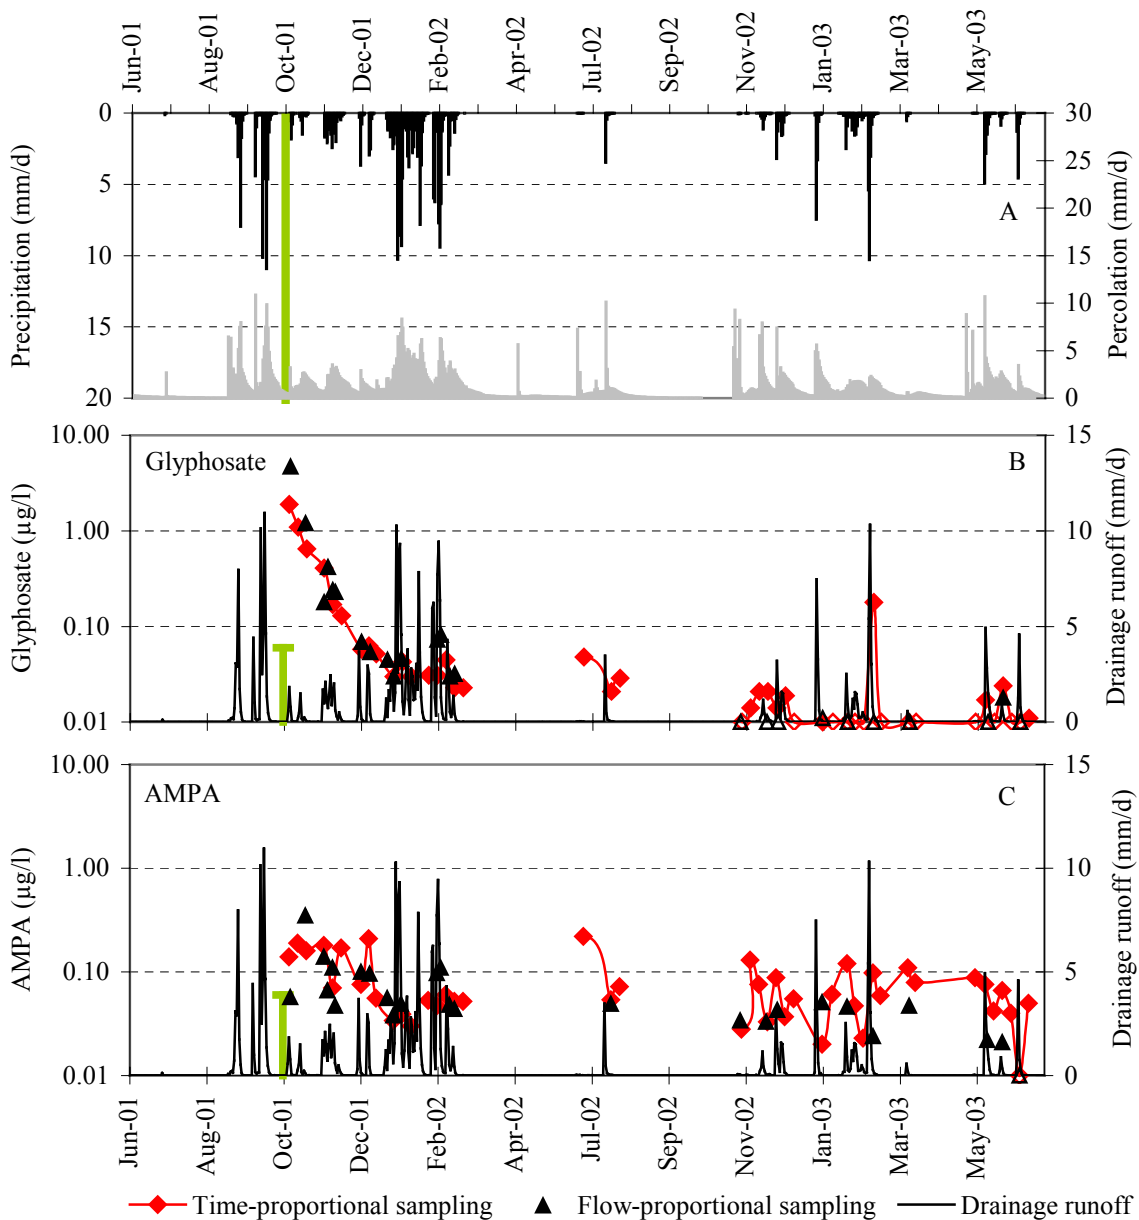 Jun-01 Aug-01 Oct-01 Dec-01 Feb-02 Apr-02 Jul-02 Sep-02 Nov-02 Jan-03 Mar-03 May-03
Precipitation (mm/d)
0
5
10
15
20
A
30
25
20
15
10
5
0
Percolation (mm/d)
Glyphosate (µg/l)
10.00
1.00
0.10
0.01
Glyphosate
B
15
10
5
0
Drainage runoff (mm/d)
AMPA (µg/l)
10.00
1.00
0.10
0.01
AMPA
C
15
10
5
0
Drainage runoff (mm/d)
Jun-01 Aug-01 Oct-01 Dec-01 Feb-02 Apr-02 Jul-02 Sep-02 Nov-02 Jan-03 Mar-03 May-03
Time-proportional sampling Flow-proportional sampling Drainage runoff